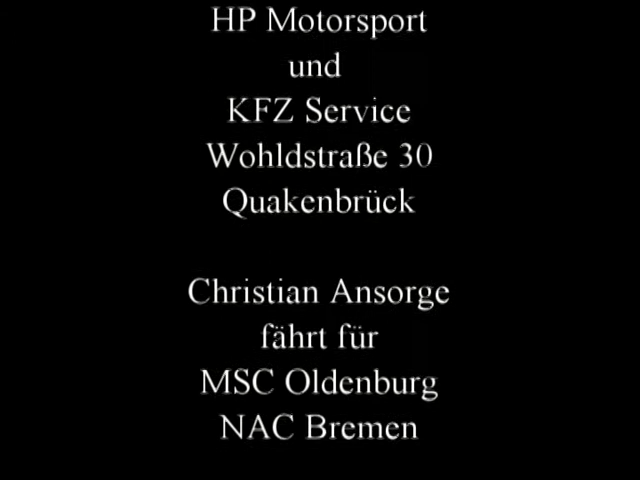 HP Motorsport
und
KFZ Service
Wohldstraße 30
Quakenbrück
Christian Ansorge
fährt für
MSC Oldenburg
NAC Bremen